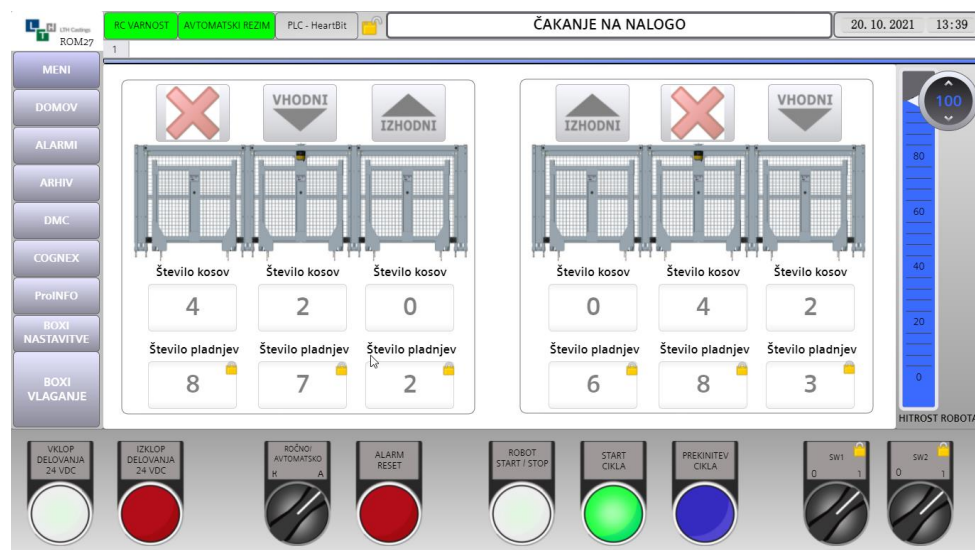 LTH Castings
ROM27
RC VARNOST
AVTOMATSKI REZIM
PLC - HeartBit
ČAKANJE NA NALOGO
20. 10. 2021 13:39
1
MENI
DOMOV
ALARMI
ARHIV
DMC
COGNEX
ProINFO
BOXI
NASTAVITVE
BOXI
VLAGANJE
VHODNI
IZHODNI
Število kosov
Število kosov
Število kosov
4
2
0
Število pladnjev
Število pladnjev
Število pladnjev
8
7
2
IZHODNI
VHODNI
Število kosov
Število kosov
Število kosov
0
4
2
Število pladnjev
Število pladnjev
Število pladnjev
6
8
3
100
80
60
40
20
0
HITROST ROBOTA
VKLOP
DELOVANJA
24 VDC
IZKLOP
DELOVANJA
24 VDC
ROČNO/
AVTOMATSKO
R A
ALARM
RESET
ROBOT
START / STOP
START
CIKLA
PREKINITEV
CIKLA
SW1
0 1
SW2
0 1